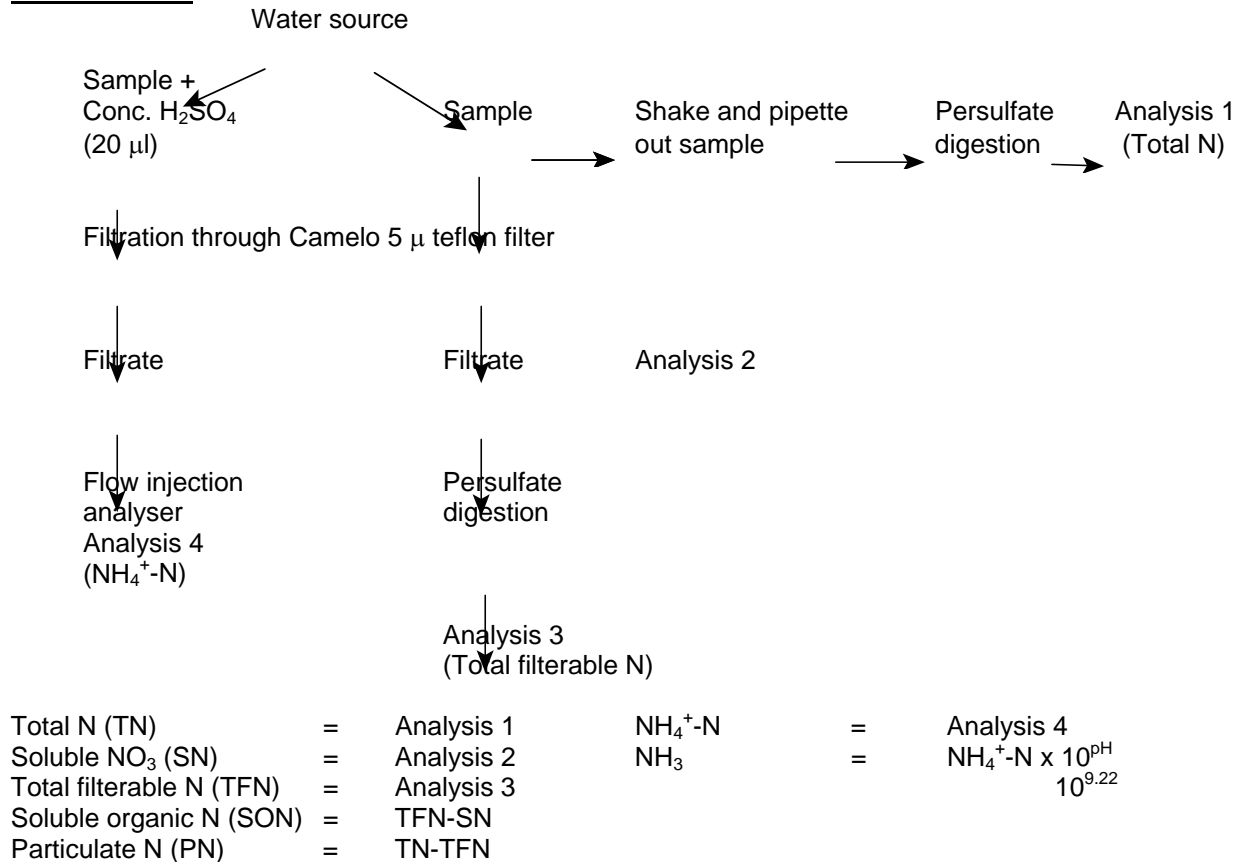 Water source
Sample +
Conc. H₂SO₄
(20 μl)
Sample
Shake and pipette
out sample
Persulfate
digestion
Analysis 1
(Total N)
Filtration through Camelo 5 μ teflon filter
Filtrate
Filtrate
Analysis 2
Flow injection
analyser
Analysis 4
(NH₄⁺-N)
Persulfate
digestion
Analysis 3
(Total filterable N)
Total N (TN) = Analysis 1 NH₄⁺-N = Analysis 4
Soluble NO₃ (SN) = Analysis 2 NH₃ = NH₄⁺-N x 10^pH
Total filterable N (TFN) = Analysis 3 10^9.22
Soluble organic N (SON) = TFN-SN
Particulate N (PN) = TN-TFN